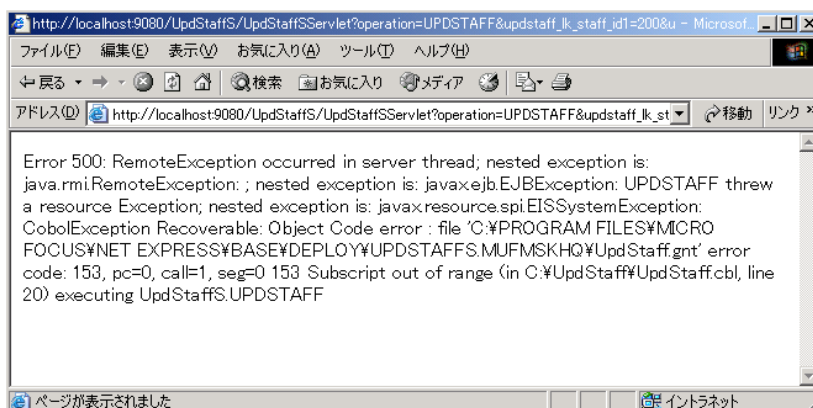 http://localhost:9080/UpdStaffS/UpdStaffSServlet?operation=UPDSTAFF&updstaff_lk_staff_id1=200&u - Microsof...
ファイル(F) 編集(E) 表示(V) お気に入り(A) ツール(T) ヘルプ(H)
戻る 検索 お気に入り メディア
アドレス(D) http://localhost:9080/UpdStaffS/UpdStaffSServlet?operation=UPDSTAFF&updstaff_lk_st 移動 リンク »
Error 500: RemoteException occurred in server thread; nested exception is:
java.rmi.RemoteException: ; nested exception is: javax.ejb.EJBException: UPDSTAFF threw
a resource Exception; nested exception is: javax.resource.spi.EISSystemException:
CobolException Recoverable: Object Code error : file 'C:¥PROGRAM FILES¥MICRO
FOCUS¥NET EXPRESS¥BASE¥DEPLOY¥UPDSTAFFS.MUFMSKHQ¥UpdStaff.gnt' error
code: 153, pc=0, call=1, seg=0 153 Subscript out of range (in C:¥UpdStaff¥UpdStaff.cbl, line
20) executing UpdStaffS.UPDSTAFF
ページが表示されました イントラネット